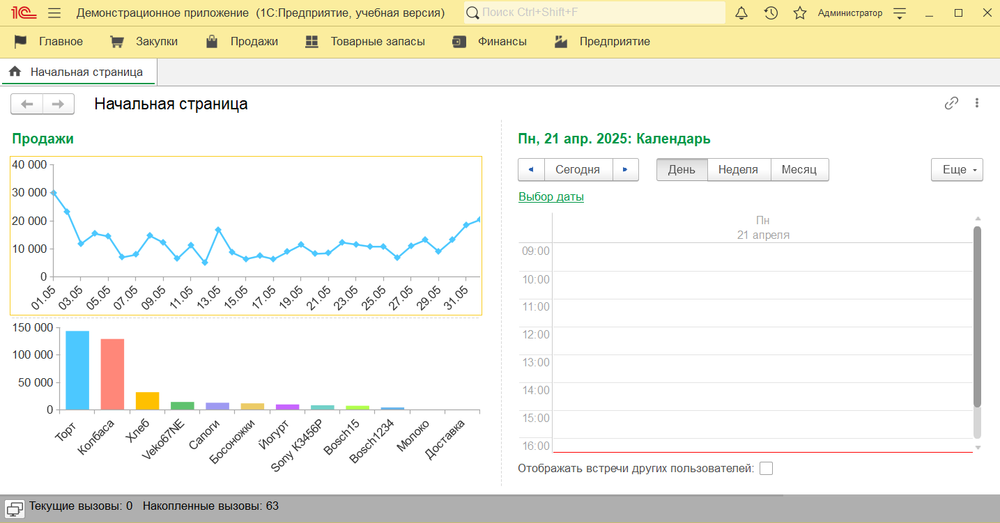 1С Демонстрационное приложение (1С:Предприятие, учебная версия) Поиск Ctrl+Shift+F Администратор
Главное Закупки Продажи Товарные запасы Финансы Предприятие
Начальная страница
Начальная страница
Продажи
40 000
30 000
20 000
10 000
0
01.05 03.05 05.05 07.05 09.05 11.05 13.05 15.05 17.05 19.05 21.05 23.05 25.05 27.05 29.05 31.05
150 000
100 000
50 000
0
Торт Колбаса Хлеб Veko67NE Сапоги Босоножки Йогурт Sony K3456P Bosch15 Bosch1234 Молоко Доставка
Пн, 21 апр. 2025: Календарь
Сегодня День Неделя Месяц Еще
Выбор даты
Пн
21 апреля
09:00
10:00
11:00
12:00
13:00
14:00
15:00
16:00
Отображать встречи других пользователей:
Текущие вызовы: 0 Накопленные вызовы: 63